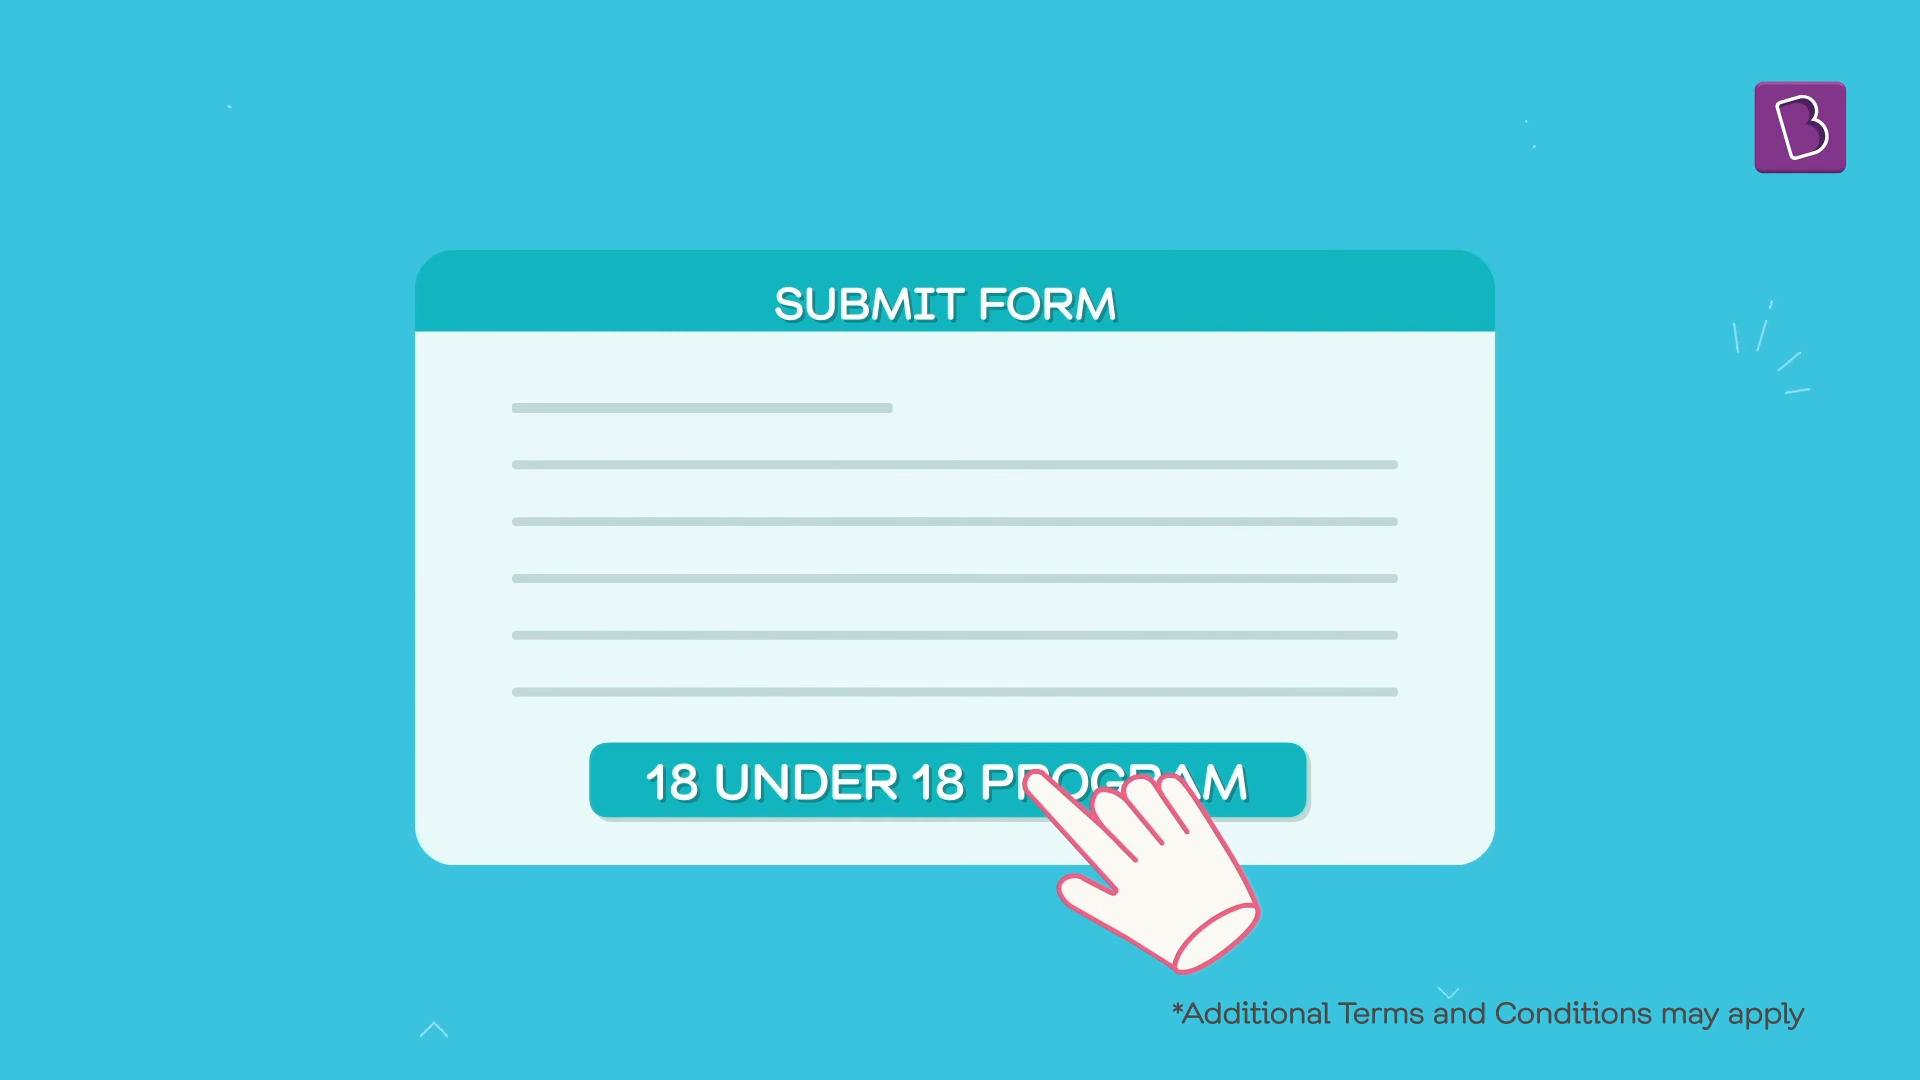 B
SUBMIT FORM
18 UNDER 18 PROGRAM
*Additional Terms and Conditions may apply